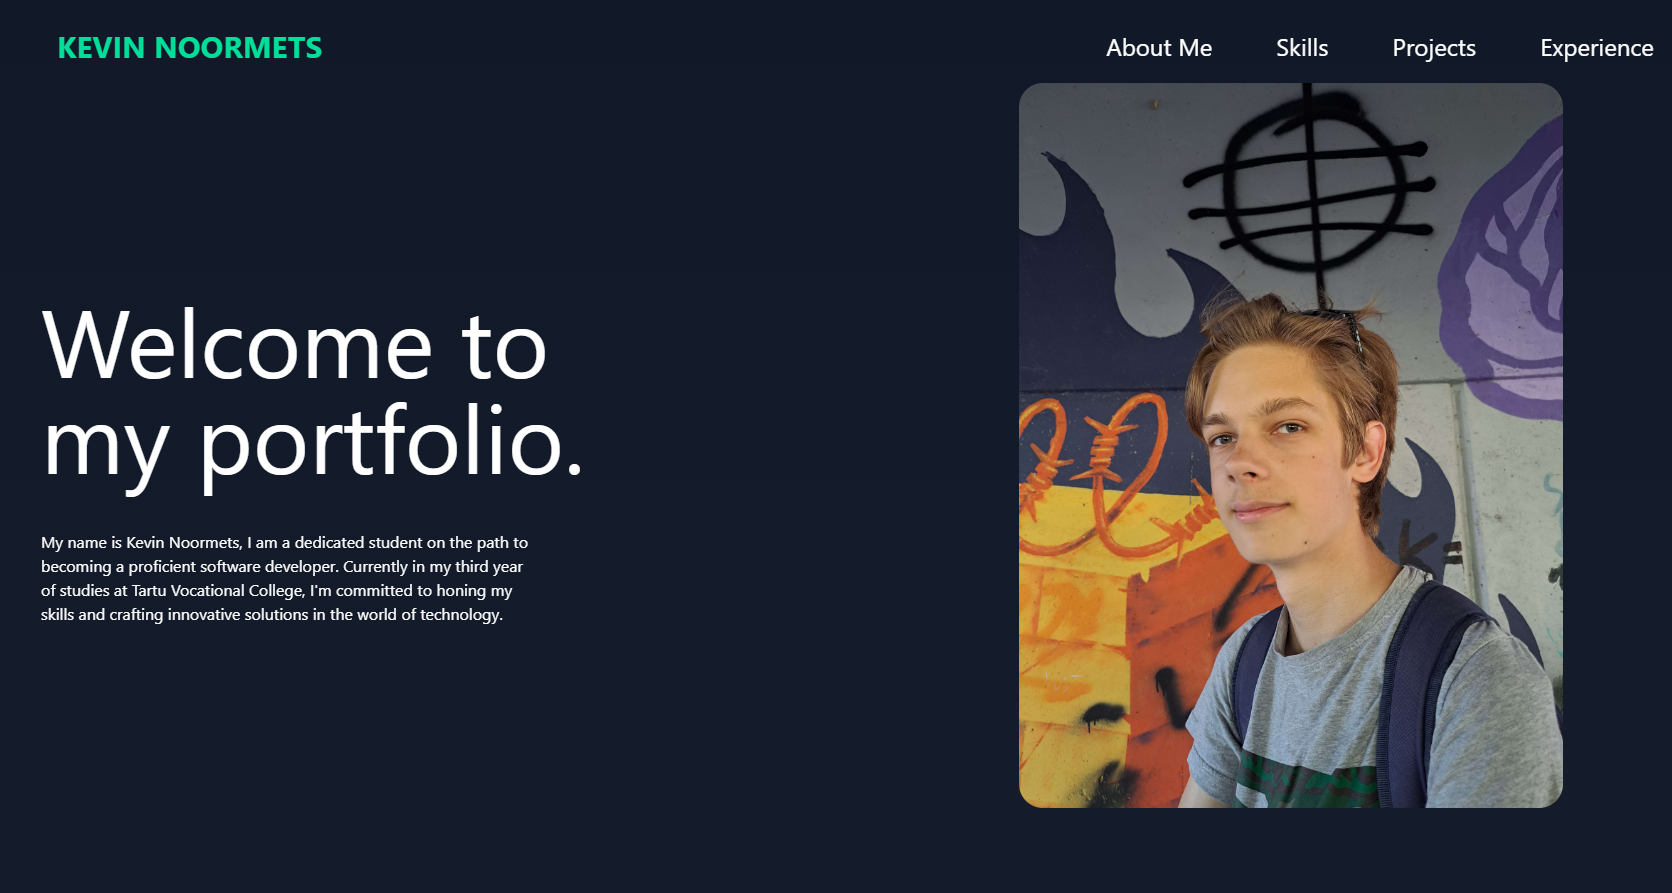 KEVIN NOORMETS
About Me
Skills
Projects
Experience
Welcome to
my portfolio.
My name is Kevin Noormets, I am a dedicated student on the path to
becoming a proficient software developer. Currently in my third year
of studies at Tartu Vocational College, I'm committed to honing my
skills and crafting innovative solutions in the world of technology.